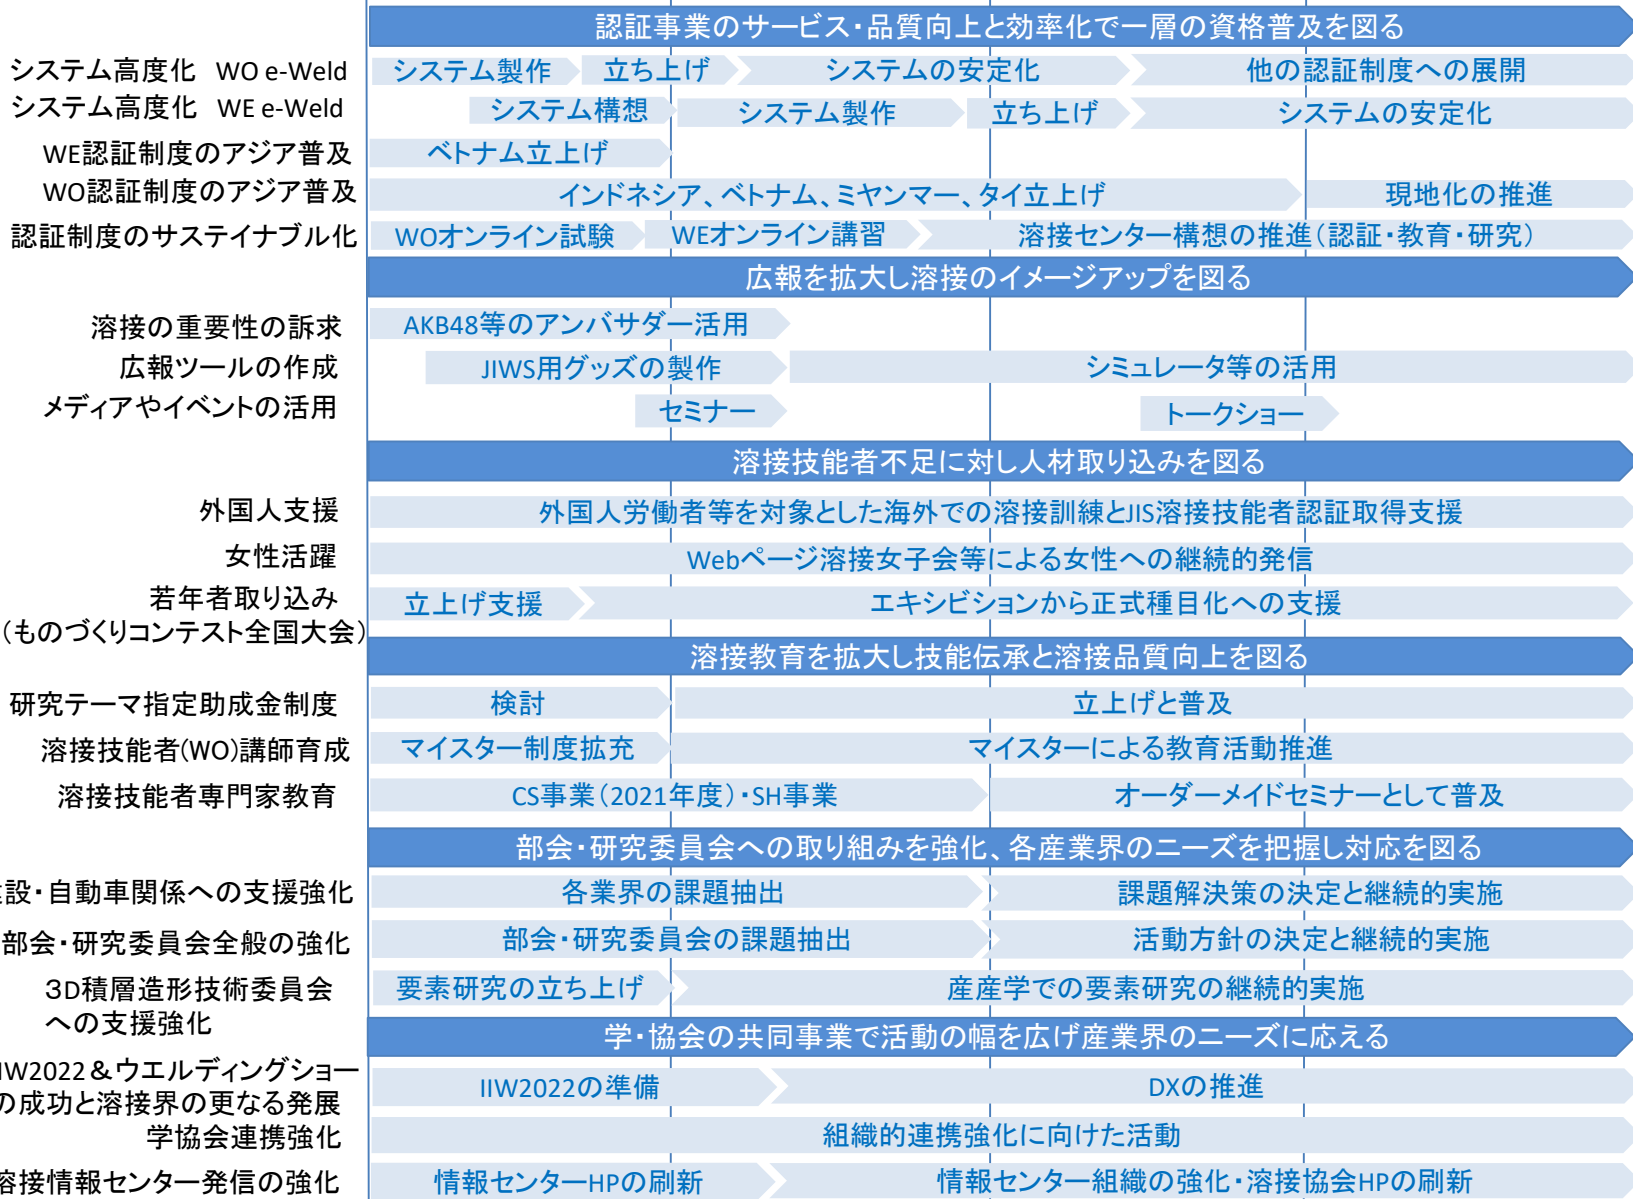 認証事業のサービス・品質向上と効率化で一層の資格普及を図る
システム高度化 WO e-Weld システム製作 立ち上げ システムの安定化 他の認証制度への展開
システム高度化 WE e-Weld システム構想 システム製作 立ち上げ システムの安定化
WE認証制度のアジア普及 ベトナム立上げ
WO認証制度のアジア普及 インドネシア、ベトナム、ミヤンマー、タイ立上げ 現地化の推進
認証制度のサステイナブル化 WOオンライン試験 WEオンライン講習 溶接センター構想の推進(認証・教育・研究)
広報を拡大し溶接のイメージアップを図る
溶接の重要性の訴求 AKB48等のアンバサダー活用
広報ツールの作成 JIWS用グッズの製作 シミュレータ等の活用
メディアやイベントの活用 セミナー トークショー
溶接技能者不足に対し人材取り込みを図る
外国人支援 外国人労働者等を対象とした海外での溶接訓練とJIS溶接技能者認証取得支援
女性活躍 Webページ溶接女子会等による女性への継続的発信
若年者取り込み 立上げ支援 エキシビションから正式種目化への支援
(ものづくりコンテスト全国大会)
溶接教育を拡大し技能伝承と溶接品質向上を図る
研究テーマ指定助成金制度 検討 立上げと普及
溶接技能者(WO)講師育成 マイスター制度拡充 マイスターによる教育活動推進
溶接技能者専門家教育 CS事業(2021年度)・SH事業 オーダーメイドセミナーとして普及
部会・研究委員会への取り組みを強化、各産業界のニーズを把握し対応を図る
設・自動車関係への支援強化 各業界の課題抽出 課題解決策の決定と継続的実施
部会・研究委員会全般の強化 部会・研究委員会の課題抽出 活動方針の決定と継続的実施
3D積層造形技術委員会 要素研究の立ち上げ 産産学での要素研究の継続的実施
への支援強化
学・協会の共同事業で活動の幅を広げ産業界のニーズに応える
IW2022&ウエルディングショー
の成功と溶接界の更なる発展 IIW2022の準備 DXの推進
学協会連携強化 組織的連携強化に向けた活動
溶接情報センター発信の強化 情報センターHPの刷新 情報センター組織の強化・溶接協会HPの刷新